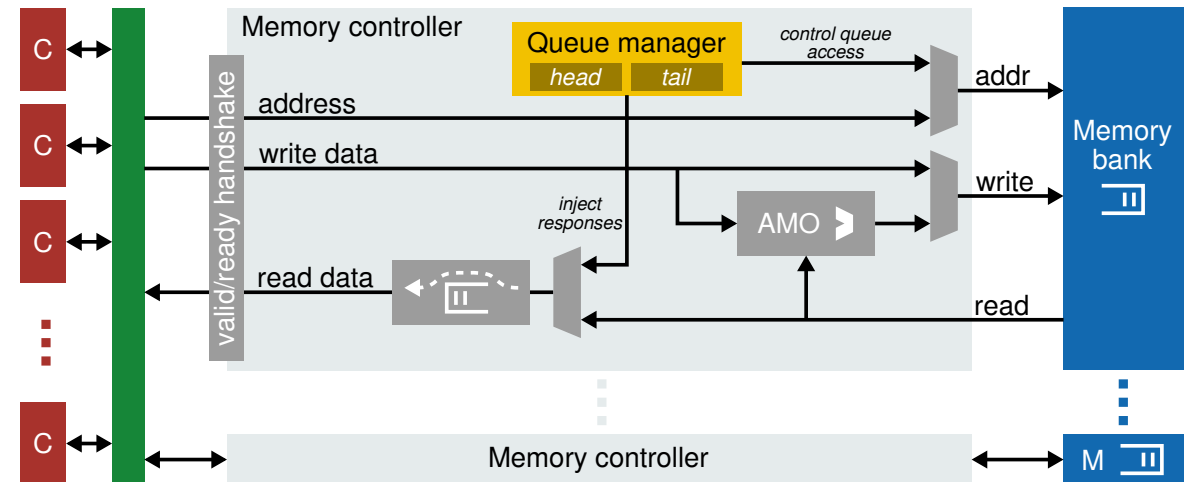 C
C
C
C
Memory controller
Queue manager
head
tail
control queue
access
addr
valid/ready handshake
address
write data
inject
responses
AMO
write
read data
read
Memory
bank
Memory controller
M